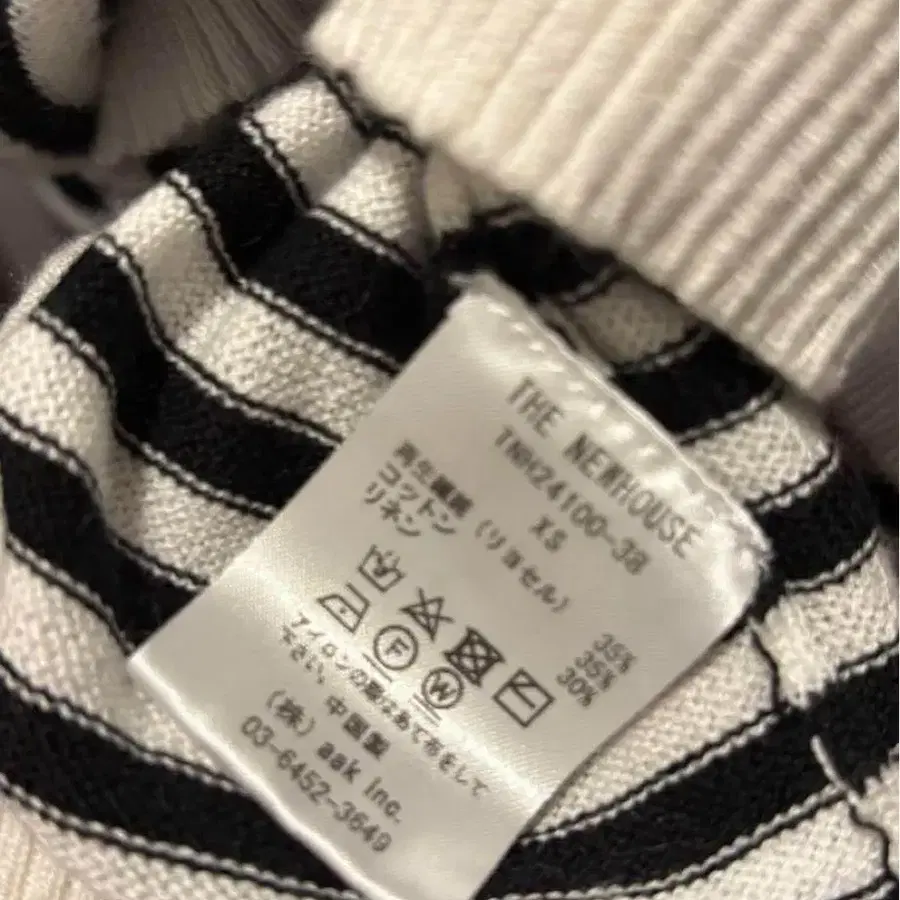 THE NEWHOUSE
TNH24100-38
XS
再生繊維 (リヨセル) 35%
コットン 35%
リネン 30%
F W
アイロンの際はあて布をして
下さい。中国製
(株) aak inc.
03-6452-3649